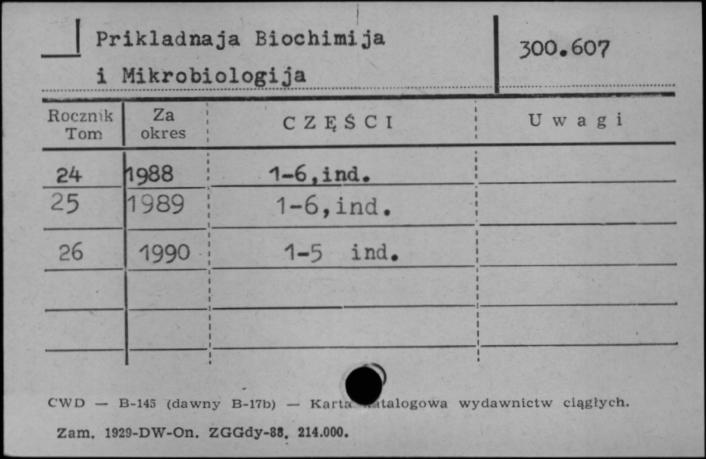 Prikladnaja Biochimija
i Mikrobiologija
300.607
Rocznik Tom | Za okres | CZĘŚCI | Uwagi
24 | 1988 | 1-6,ind.
25 | 1989 | 1-6,ind.
26 | 1990 | 1-5 ind.
CWD — B-145 (dawny B-17b) — Karta wydawnictw ciągłych.
Zam. 1929-DW-On. ZGGdy-88. 214.000.